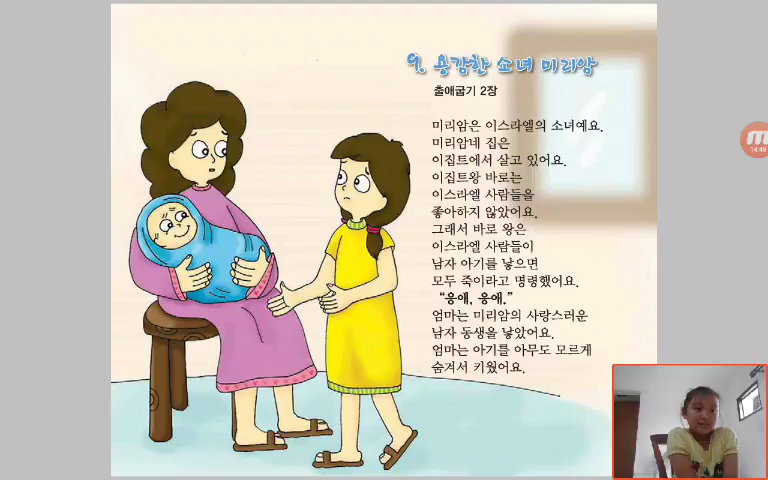 9. 용감한 소녀 미리암
출애굽기 2장
미리암은 이스라엘의 소녀예요.
미리암네 집은
이집트에서 살고 있어요.
이집트왕 바로는
이스라엘 사람들을
좋아하지 않았어요.
그래서 바로 왕은
이스라엘 사람들이
남자 아기를 낳으면
모두 죽이라고 명령했어요.
“응애, 응애.”
엄마는 미리암의 사랑스러운
남자 동생을 낳았어요.
엄마는 아기를 아무도 모르게
숨겨서 키웠어요.
14:49